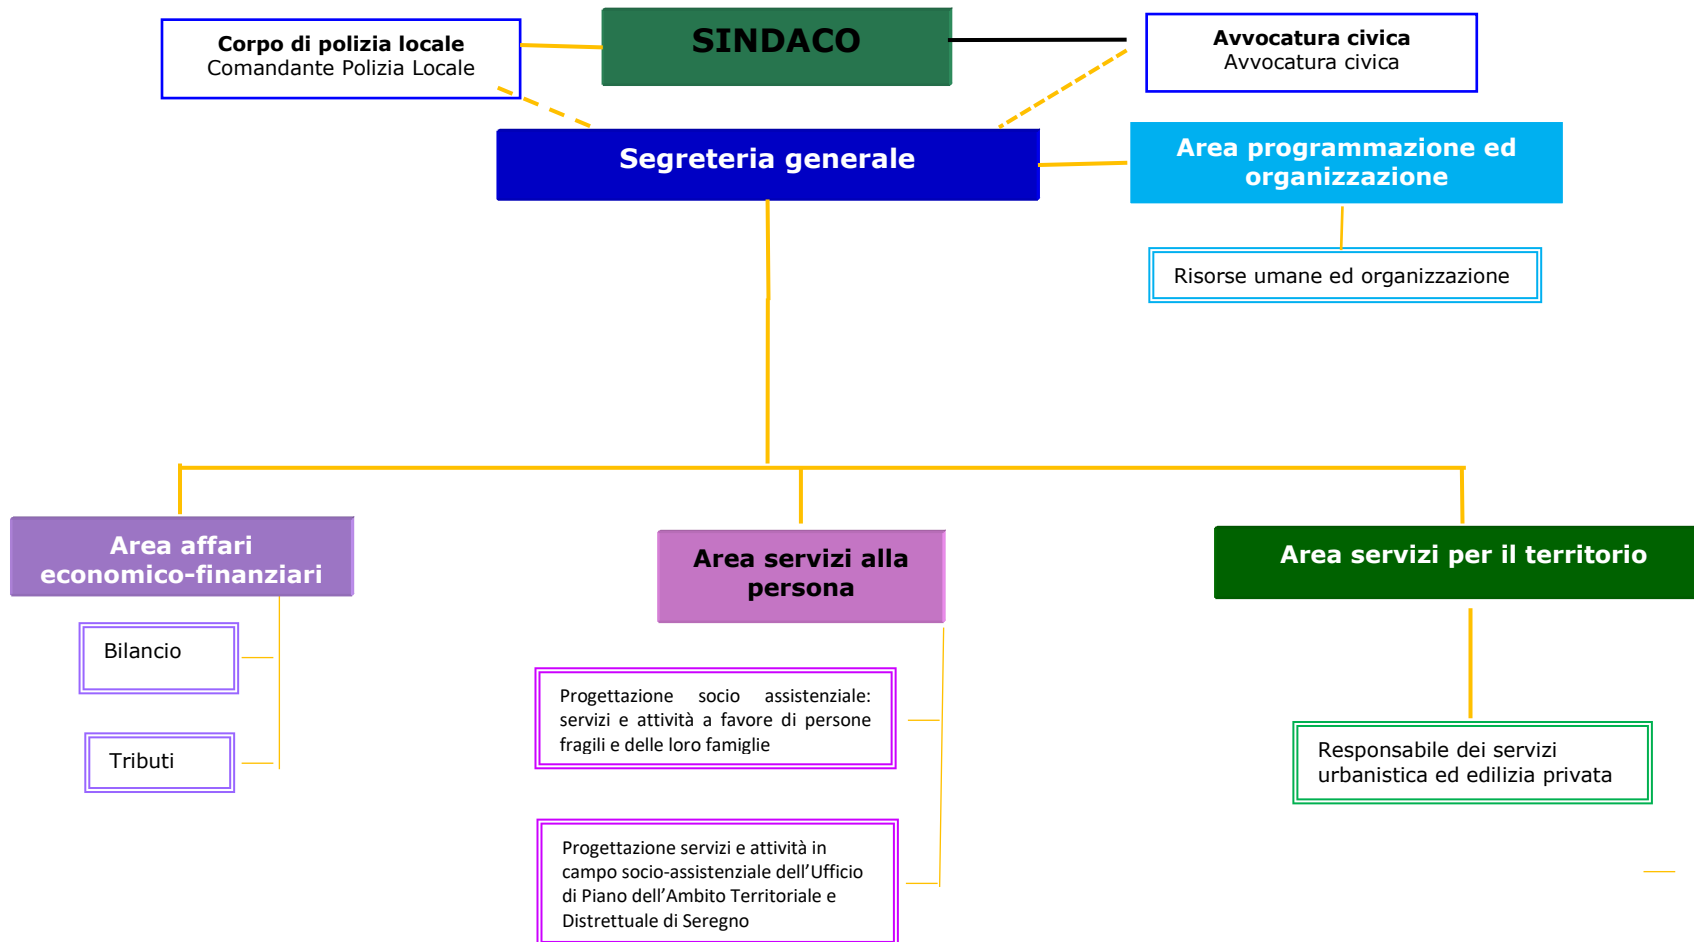 SINDACO
Corpo di polizia locale
Comandante Polizia Locale
Avvocatura civica
Avvocatura civica
Segreteria generale
Area programmazione ed
organizzazione
Risorse umane ed organizzazione
Area affari
economico-finanziari
Bilancio
Tributi
Area servizi alla
persona
Progettazione socio assistenziale:
servizi e attività a favore di persone
fragili e delle loro famiglie
Progettazione servizi e attività in
campo socio-assistenziale dell’Ufficio
di Piano dell’Ambito Territoriale e
Distrettuale di Seregno
Area servizi per il territorio
Responsabile dei servizi
urbanistica ed edilizia privata